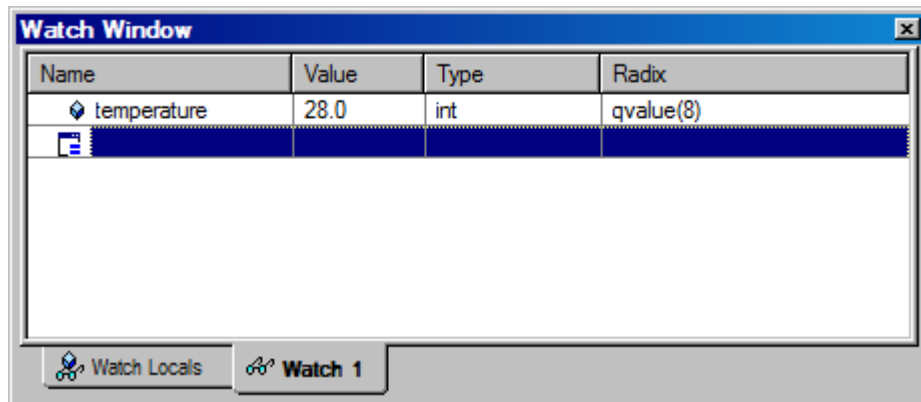 Watch Window
Name Value Type Radix
temperature 28.0 int qvalue(8)
Watch Locals Watch 1